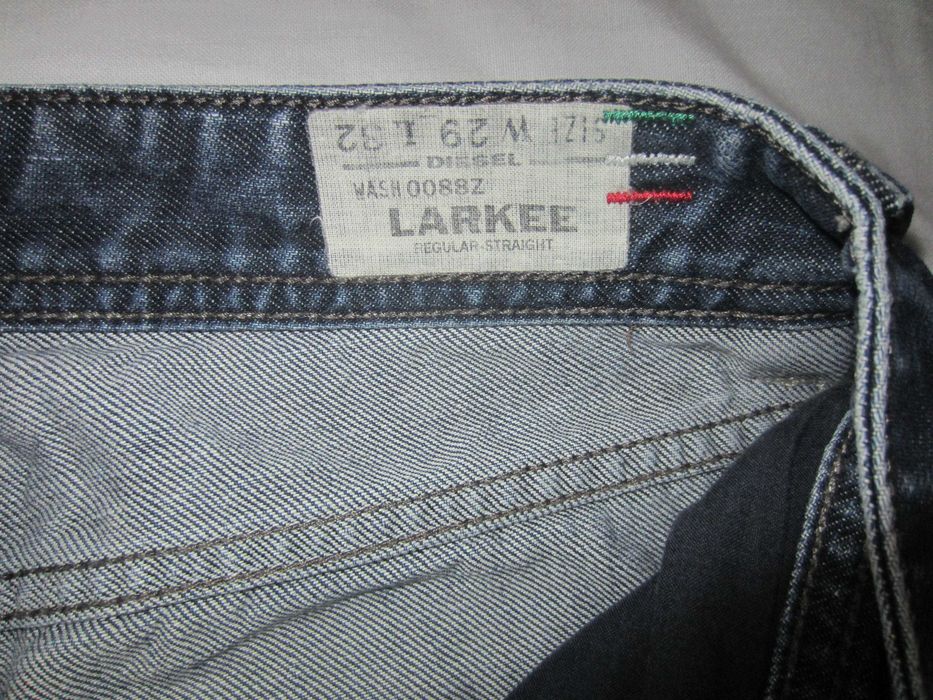 SIZE W 29 L 32
DIESEL
WASH 0088Z
LARKEE
REGULAR-STRAIGHT